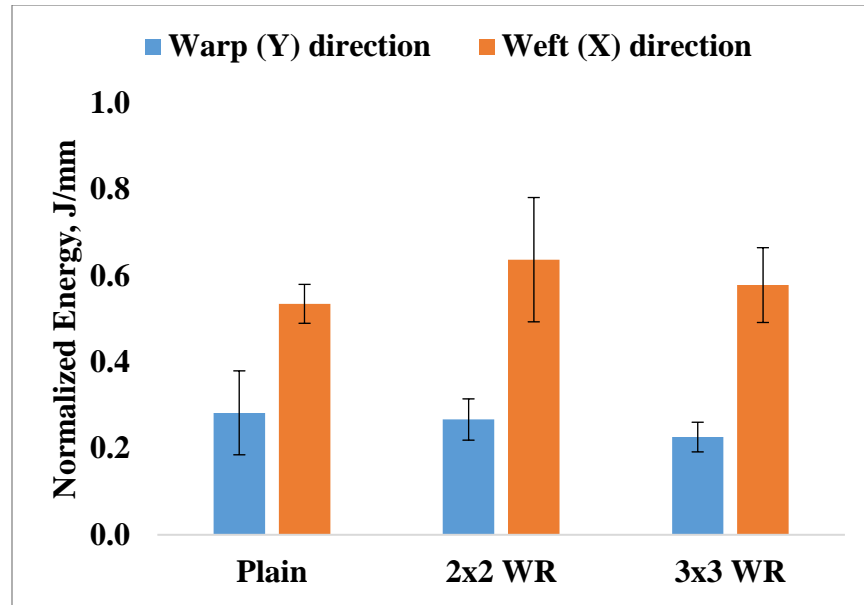 Warp (Y) direction Weft (X) direction
Normalized Energy, J/mm
1.0
0.8
0.6
0.4
0.2
0.0
Plain 2x2 WR 3x3 WR